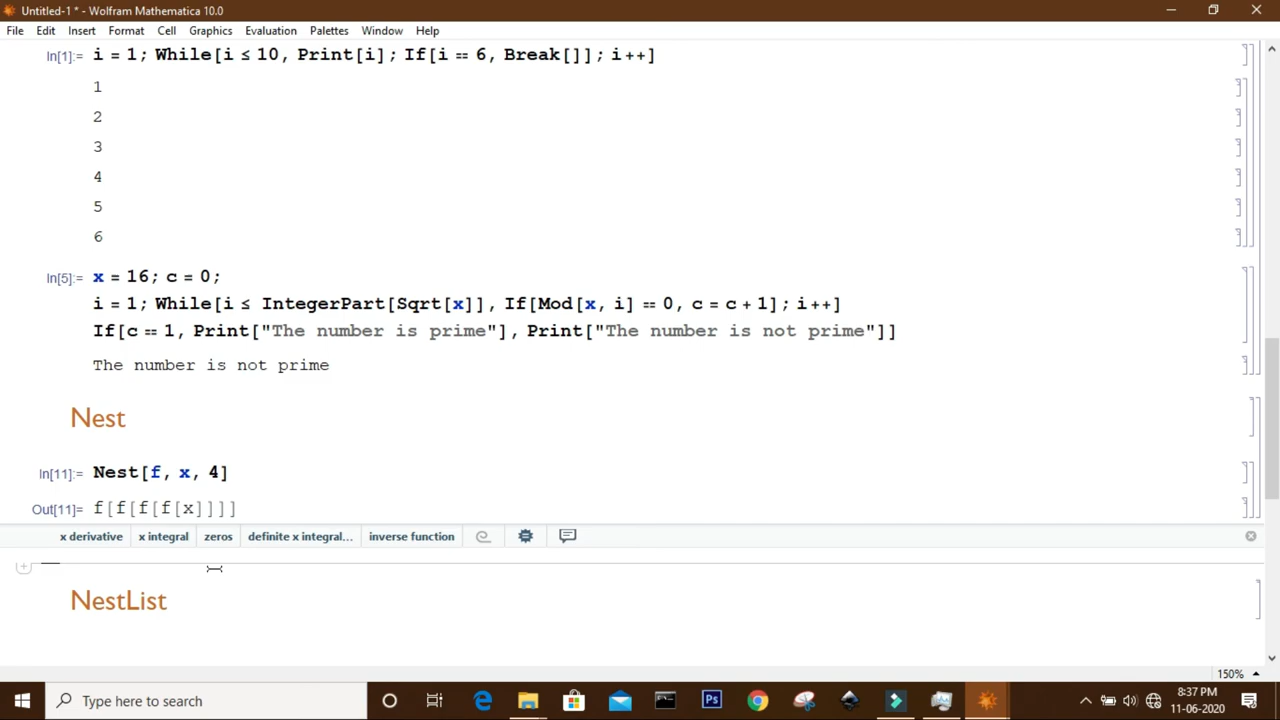 Untitled-1 * - Wolfram Mathematica 10.0
File Edit Insert Format Cell Graphics Evaluation Palettes Window Help
In[1]:= i = 1; While[i ≤ 10, Print[i]; If[i == 6, Break[]]; i++]
1
2
3
4
5
6
In[5]:= x = 16; c = 0;
i = 1; While[i ≤ IntegerPart[Sqrt[x]], If[Mod[x, i] == 0, c = c + 1]; i++]
If[c == 1, Print["The number is prime"], Print["The number is not prime"]]
The number is not prime
Nest
In[11]:= Nest[f, x, 4]
Out[11]= f[f[f[f[x]]]]
x derivative x integral zeros definite x integral... inverse function
NestList
150%
Type here to search
Ps
8:37 PM
11-06-2020